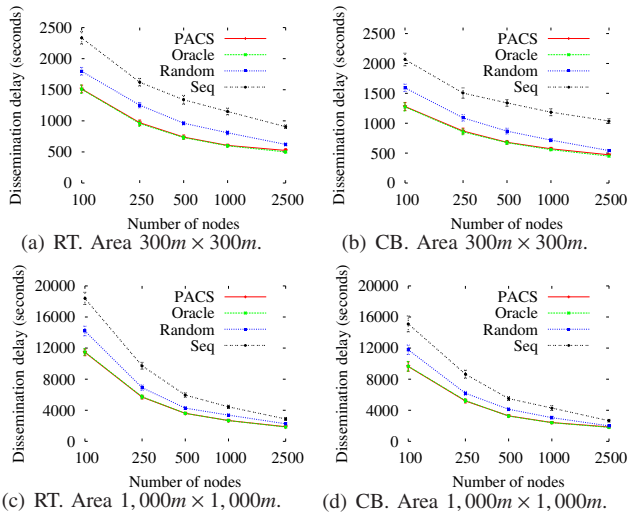 Dissemination delay (seconds)
2500
2000
1500
1000
500
0
PACS
Oracle
Random
Seq
100 250 500 1000 2500
Number of nodes
(a) RT. Area 300m × 300m.
Dissemination delay (seconds)
2500
2000
1500
1000
500
0
PACS
Oracle
Random
Seq
100 250 500 1000 2500
Number of nodes
(b) CB. Area 300m × 300m.
Dissemination delay (seconds)
20000
16000
12000
8000
4000
0
PACS
Oracle
Random
Seq
100 250 500 1000 2500
Number of nodes
(c) RT. Area 1,000m × 1,000m.
Dissemination delay (seconds)
20000
16000
12000
8000
4000
0
PACS
Oracle
Random
Seq
100 250 500 1000 2500
Number of nodes
(d) CB. Area 1,000m × 1,000m.